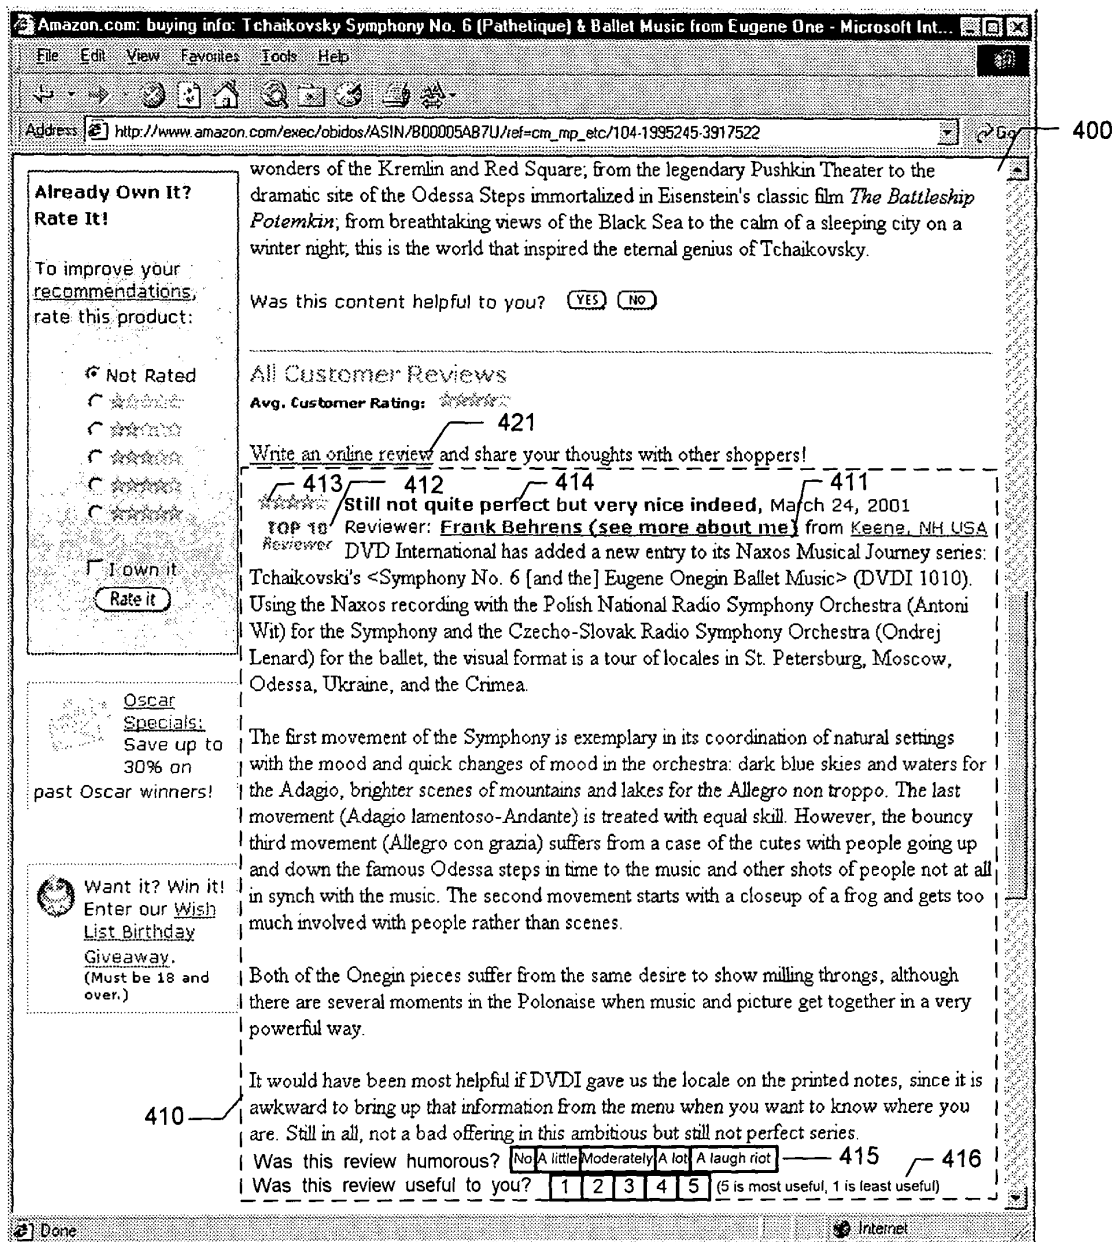 Amazon.com: buying info: Tchaikovsky Symphony No. 6 (Pathetique) & Ballet Music from Eugene One - Microsoft Int...
File Edit View Favorites Tools Help
Address http://www.amazon.com/exec/obidos/ASIN/B00005AB7U/ref=cm_mp_etc/104-1995245-3917522 Go
400
Already Own It?
Rate It!
To improve your
recommendations,
rate this product:
Not Rated
I own it
Rate it
Oscar
Specials:
Save up to
30% on
past Oscar winners!
Want it? Win it!
Enter our Wish
List Birthday
Giveaway.
(Must be 18 and
over.)
wonders of the Kremlin and Red Square; from the legendary Pushkin Theater to the
dramatic site of the Odessa Steps immortalized in Eisenstein's classic film The Battleship
Potemkin; from breathtaking views of the Black Sea to the calm of a sleeping city on a
winter night; this is the world that inspired the eternal genius of Tchaikovsky.
Was this content helpful to you? YES NO
All Customer Reviews
Avg. Customer Rating:
421
Write an online review and share your thoughts with other shoppers!
413 412 414 411
Still not quite perfect but very nice indeed, March 24, 2001
TOP 10 Reviewer: Frank Behrens (see more about me) from Keene, NH USA
Reviewer DVD International has added a new entry to its Naxos Musical Journey series:
Tchaikovski's <Symphony No. 6 [and the] Eugene Onegin Ballet Music> (DVDI 1010).
Using the Naxos recording with the Polish National Radio Symphony Orchestra (Antoni
Wit) for the Symphony and the Czecho-Slovak Radio Symphony Orchestra (Ondrej
Lenard) for the ballet, the visual format is a tour of locales in St. Petersburg, Moscow,
Odessa, Ukraine, and the Crimea.
The first movement of the Symphony is exemplary in its coordination of natural settings
with the mood and quick changes of mood in the orchestra: dark blue skies and waters for
the Adagio, brighter scenes of mountains and lakes for the Allegro non troppo. The last
movement (Adagio lamentoso-Andante) is treated with equal skill. However, the bouncy
third movement (Allegro con grazia) suffers from a case of the cutes with people going up
and down the famous Odessa steps in time to the music and other shots of people not at all
in synch with the music. The second movement starts with a closeup of a frog and gets too
much involved with people rather than scenes.
Both of the Onegin pieces suffer from the same desire to show milling throngs, although
there are several moments in the Polonaise when music and picture get together in a very
powerful way.
It would have been most helpful if DVDI gave us the locale on the printed notes, since it is
410
awkward to bring up that information from the menu when you want to know where you
are. Still in all, not a bad offering in this ambitious but still not perfect series.
Was this review humorous? No A little Moderately A lot A laugh riot 415 416
Was this review useful to you? 1 2 3 4 5 (5 is most useful, 1 is least useful)
Done Internet